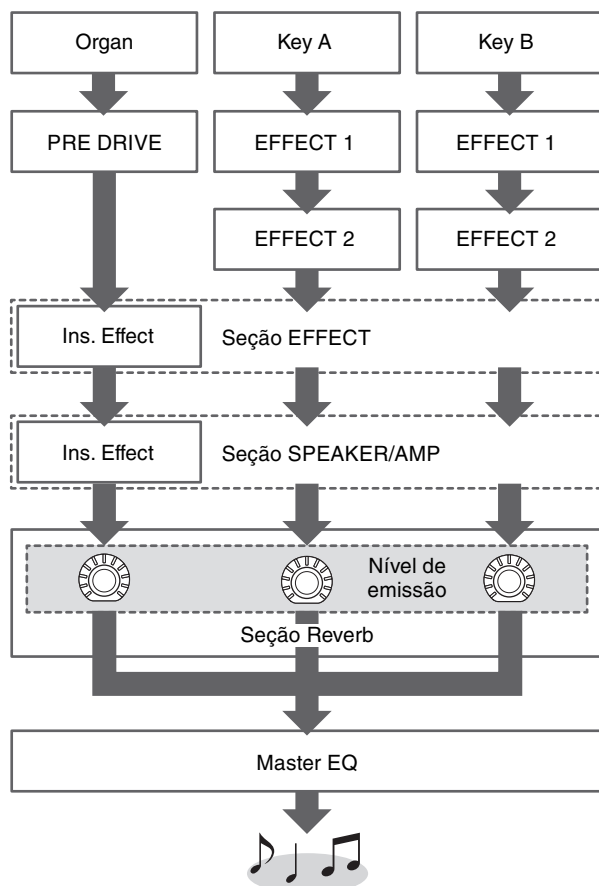 Organ
Key A
Key B
PRE DRIVE
EFFECT 1
EFFECT 1
EFFECT 2
EFFECT 2
Ins. Effect
Seção EFFECT
Ins. Effect
Seção SPEAKER/AMP
Nível de
emissão
Seção Reverb
Master EQ